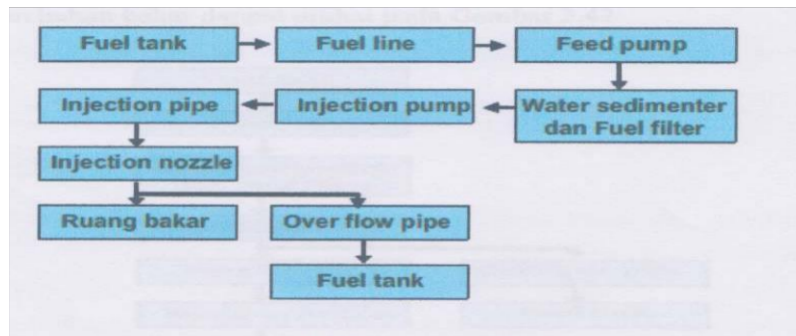 Fuel tank
Fuel line
Feed pump
Injection pipe
Injection pump
Water sedimenter
dan Fuel filter
Injection nozzle
Ruang bakar
Over flow pipe
Fuel tank